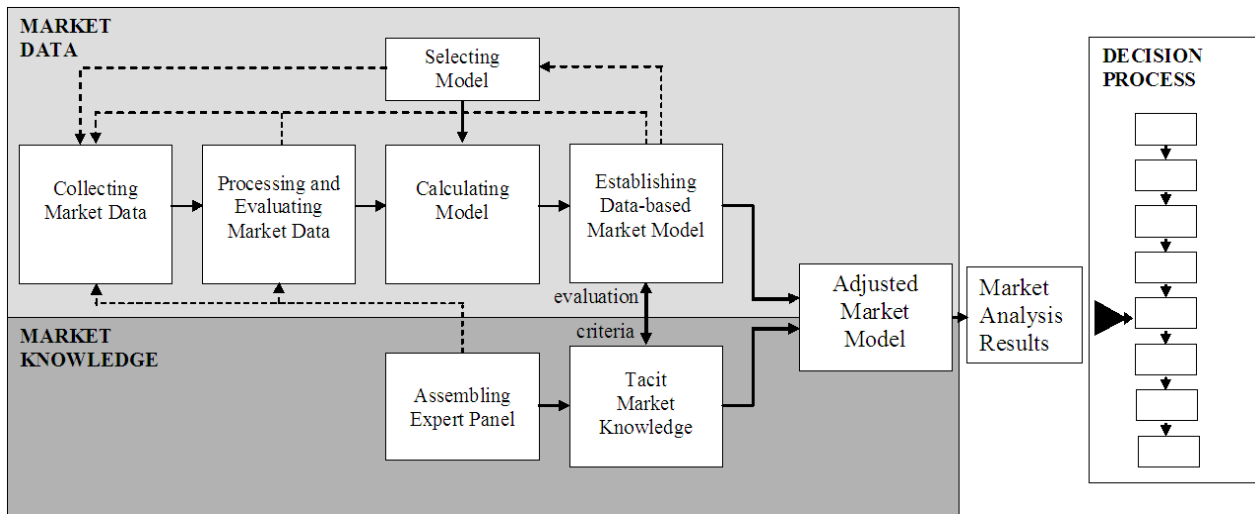 MARKET
DATA
Selecting
Model
Collecting
Market Data
Processing and
Evaluating
Market Data
Calculating
Model
Establishing
Data-based
Market Model
evaluation
criteria
MARKET
KNOWLEDGE
Assembling
Expert Panel
Tacit
Market
Knowledge
Adjusted
Market
Model
Market
Analysis
Results
DECISION
PROCESS